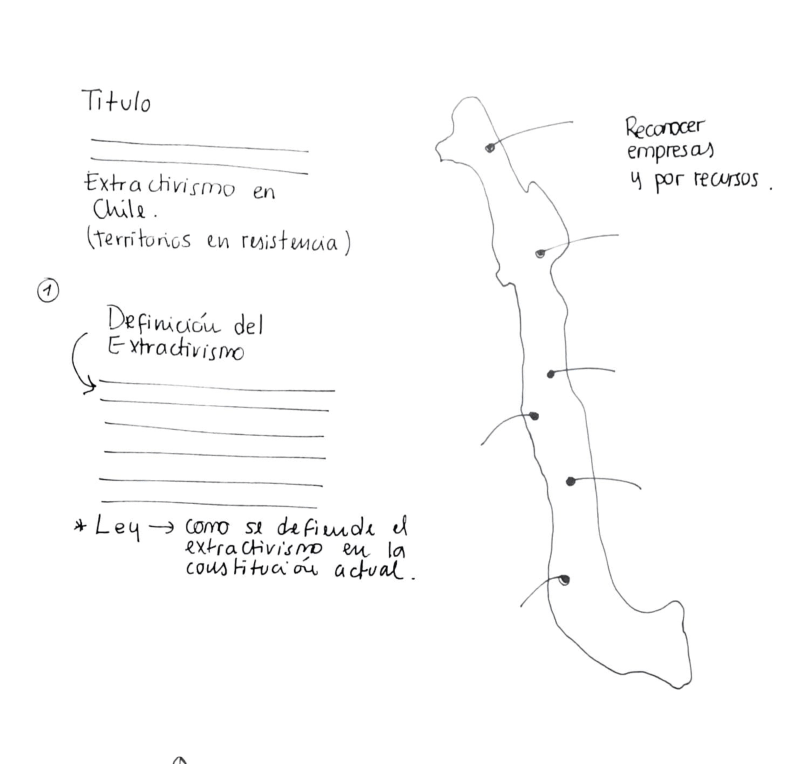 Titulo
Extractivismo en
Chile.
(territorios en resistencia)
1
Definición del
Extractivismo
* Ley → como se defiende el
extractivismo en la
constitución actual.
Reconocer
empresas
y por recursos.